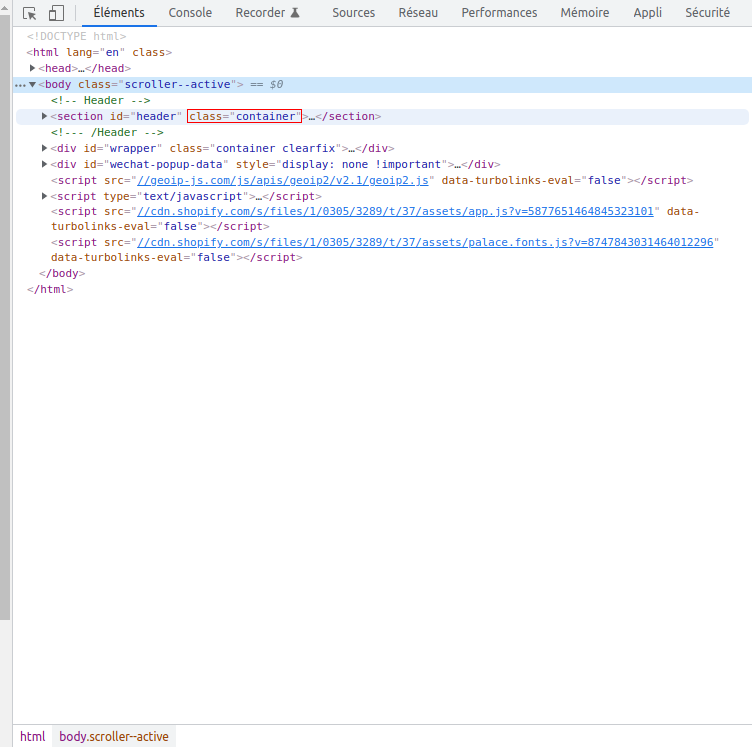 Éléments Console Recorder Sources Réseau Performances Mémoire Appli Sécurité
<!DOCTYPE html>
<html lang="en" class>
<head>…</head>
<body class="scroller--active"> == $0
<!-- Header -->
<section id="header" class="container">…</section>
<!--- /Header -->
<div id="wrapper" class="container clearfix">…</div>
<div id="wechat-popup-data" style="display: none !important">…</div>
<script src="//geoip-js.com/js/apis/geoip2/v2.1/geoip2.js" data-turbolinks-eval="false"></script>
<script type="text/javascript">…</script>
<script src="//cdn.shopify.com/s/files/1/0305/3289/t/37/assets/app.js?v=5877651464845323101" data-
turbolinks-eval="false"></script>
<script src="//cdn.shopify.com/s/files/1/0305/3289/t/37/assets/palace.fonts.js?v=8747843031464012296"
data-turbolinks-eval="false"></script>
</body>
</html>
html body.scroller--active